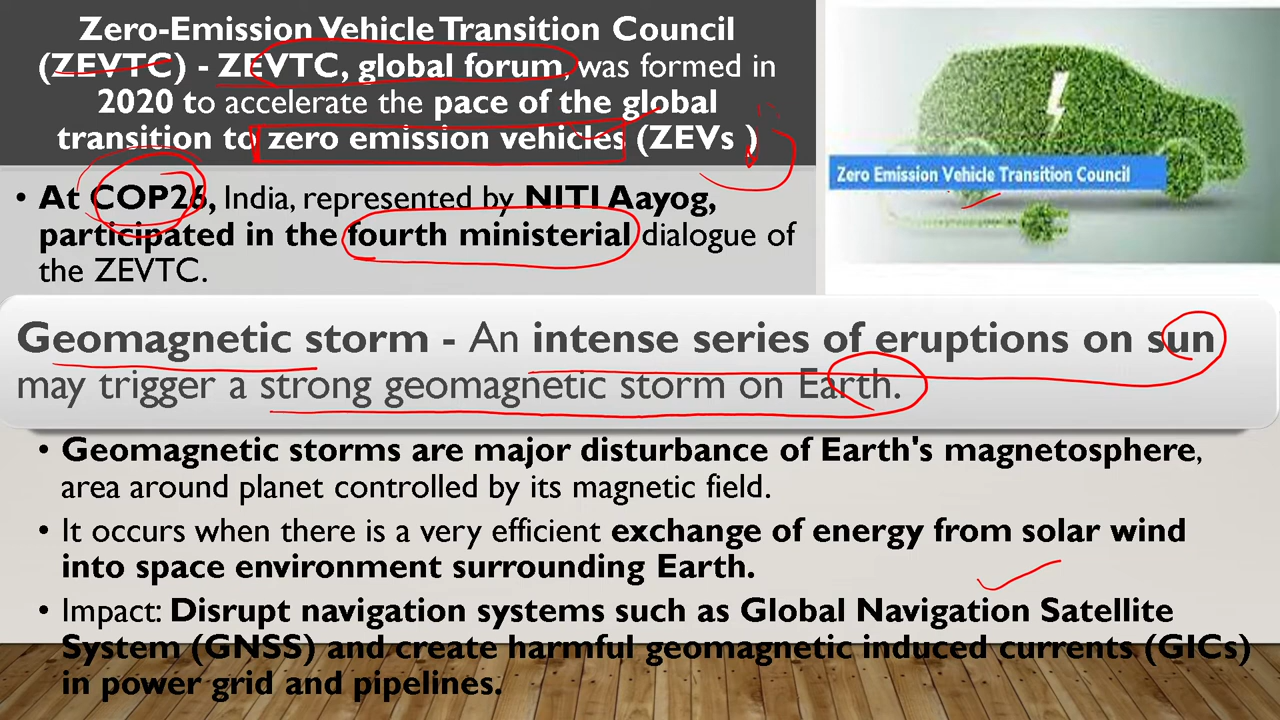 Zero-Emission Vehicle Transition Council
(ZEVTC) - ZEVTC, global forum, was formed in
2020 to accelerate the pace of the global
transition to zero emission vehicles (ZEVs )
Zero Emission Vehicle Transition Council
• At COP26, India, represented by NITI Aayog,
participated in the fourth ministerial dialogue of
the ZEVTC.
Geomagnetic storm - An intense series of eruptions on sun
may trigger a strong geomagnetic storm on Earth.
• Geomagnetic storms are major disturbance of Earth's magnetosphere,
area around planet controlled by its magnetic field.
• It occurs when there is a very efficient exchange of energy from solar wind
into space environment surrounding Earth.
• Impact: Disrupt navigation systems such as Global Navigation Satellite
System (GNSS) and create harmful geomagnetic induced currents (GICs)
in power grid and pipelines.